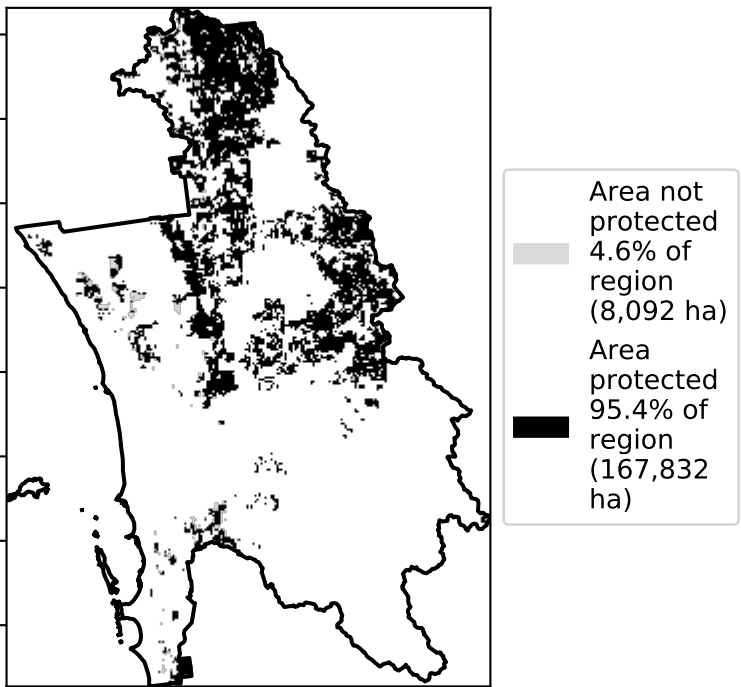 Area not
protected
4.6% of
region
(8,092 ha)
Area
protected
95.4% of
region
(167,832
ha)